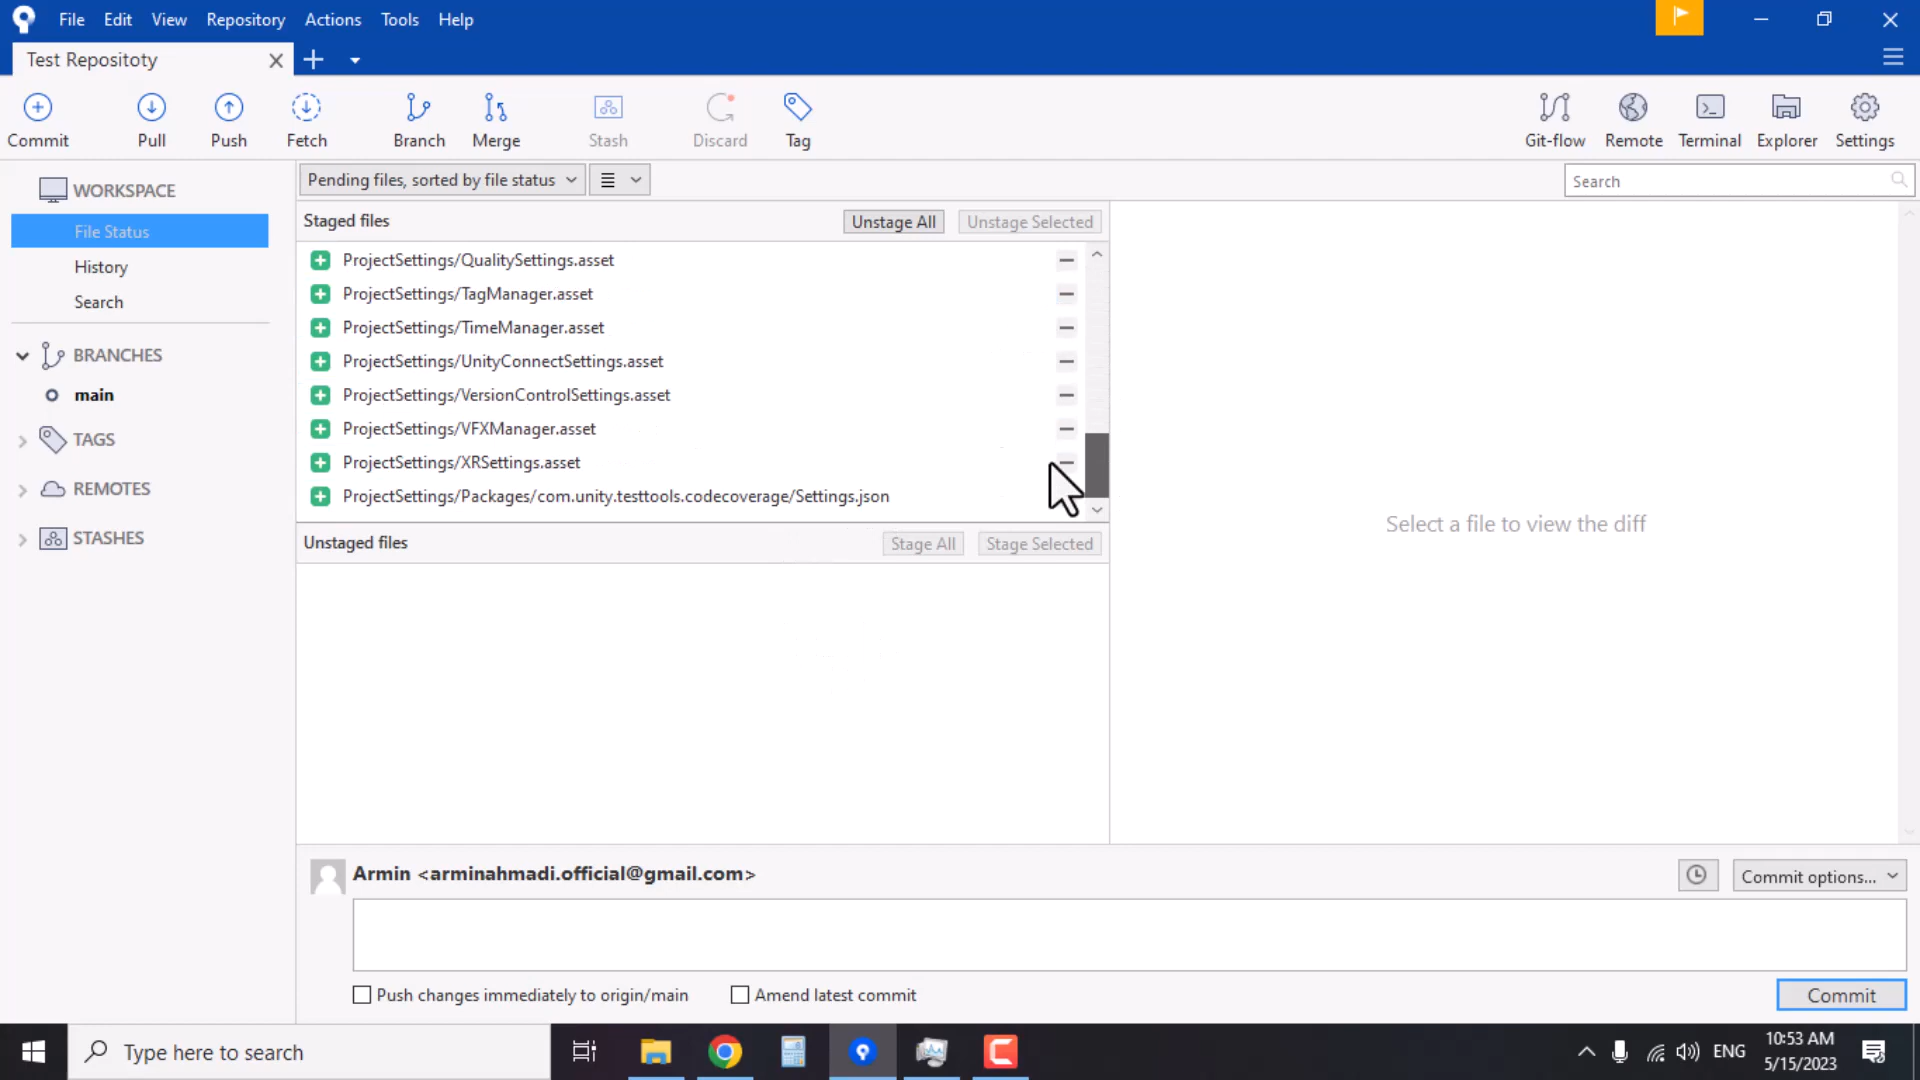 File Edit View Repository Actions Tools Help
Test Repositoty
Commit Pull Push Fetch Branch Merge Stash Discard Tag Git-flow Remote Terminal Explorer Settings
WORKSPACE
File Status
History
Search
BRANCHES
main
TAGS
REMOTES
STASHES
Pending files, sorted by file status
Search
Staged files Unstage All Unstage Selected
ProjectSettings/QualitySettings.asset
ProjectSettings/TagManager.asset
ProjectSettings/TimeManager.asset
ProjectSettings/UnityConnectSettings.asset
ProjectSettings/VersionControlSettings.asset
ProjectSettings/VFXManager.asset
ProjectSettings/XRSettings.asset
ProjectSettings/Packages/com.unity.testtools.codecoverage/Settings.json
Unstaged files Stage All Stage Selected
Select a file to view the diff
Armin <arminahmadi.official@gmail.com>
Commit options...
Push changes immediately to origin/main Amend latest commit
Commit
Type here to search
ENG
10:53 AM
5/15/2023